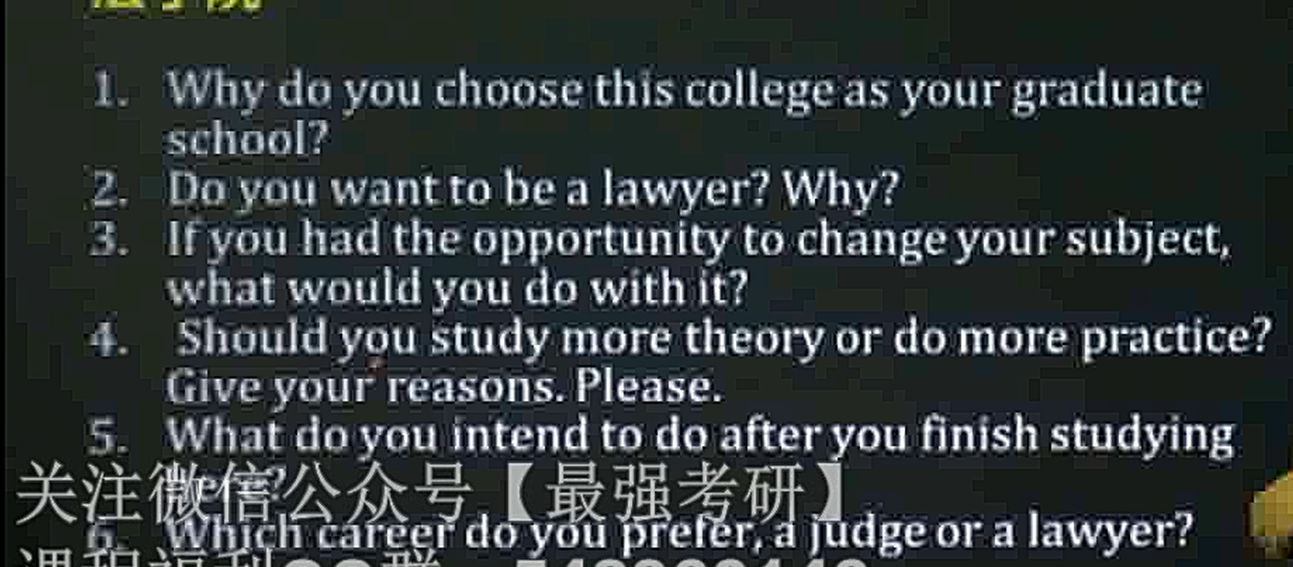 1. Why do you choose this college as your graduate
school?
2. Do you want to be a lawyer? Why?
3. If you had the opportunity to change your subject,
what would you do with it?
4. Should you study more theory or do more practice?
Give your reasons. Please.
5. What do you intend to do after you finish studying
here?
关注微信公众号【最强考研】
6. Which career do you prefer, a judge or a lawyer?